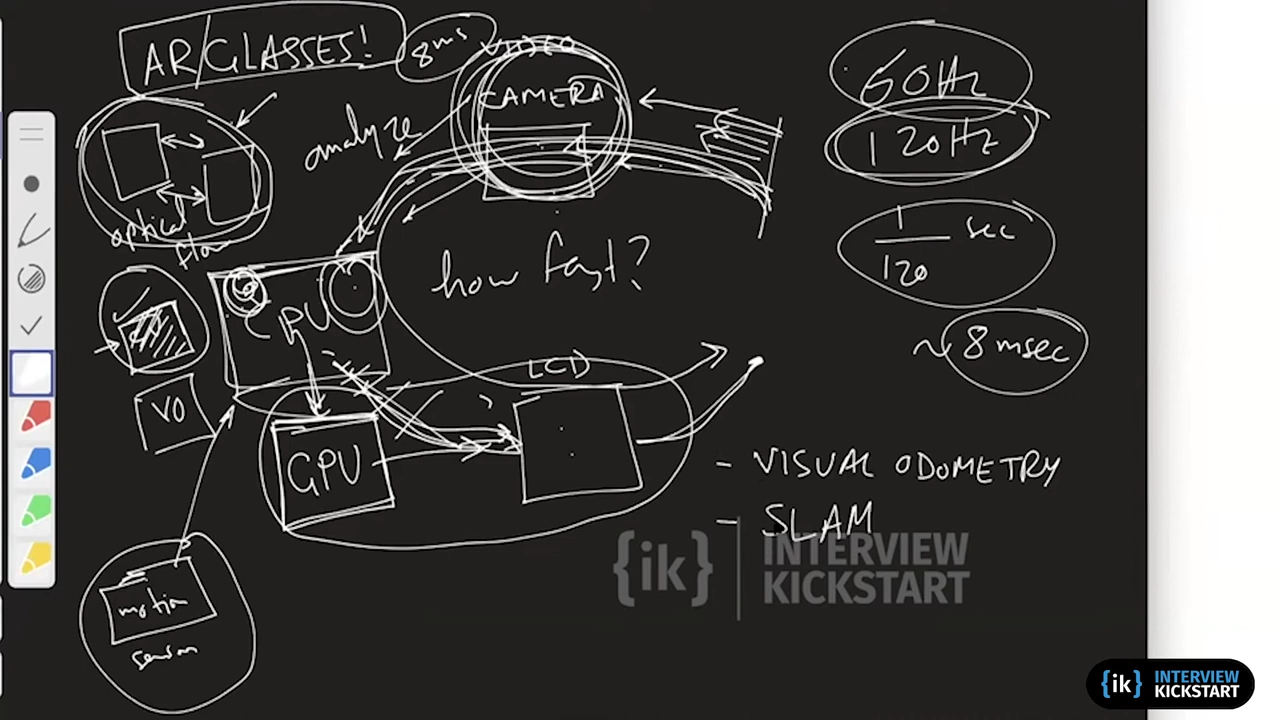 AR/GLASSES!
8ms
VIDEO
CAMERA
analyze
optical
flow
how fast?
CPU
VO
GPU
LCD
motion
sensor
60Hz
120Hz
1
120
sec
~ 8 msec
- VISUAL ODOMETRY
- SLAM
{ik} INTERVIEW
KICKSTART
{ik} INTERVIEW
KICKSTART